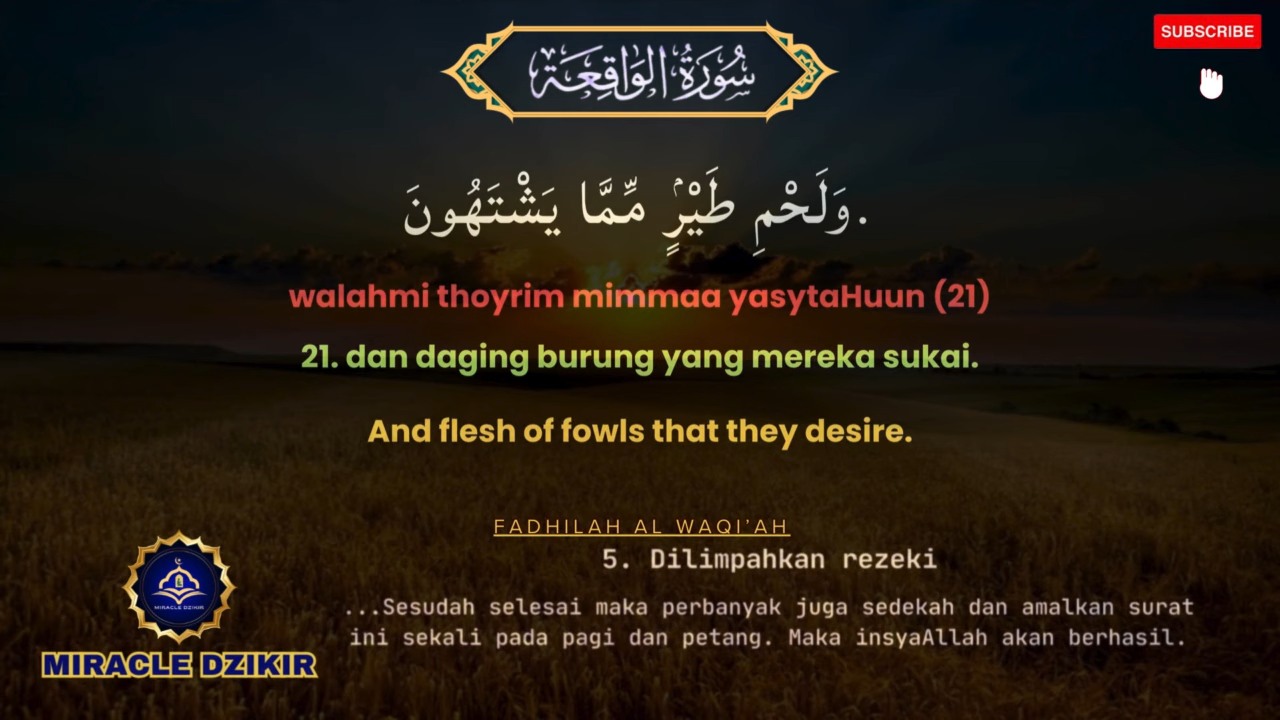 SUBSCRIBE
سُورَةُ الوَاقِعَة
وَلَحْمِ طَيْرٍۢ مِّمَّا يَشْتَهُونَ.
walahmi thoyrim mimmaa yasytaHuun (21)
21. dan daging burung yang mereka sukai.
And flesh of fowls that they desire.
FADHILAH AL WAQI'AH
5. Dilimpahkan rezeki
...Sesudah selesai maka perbanyak juga sedekah dan amalkan surat
ini sekali pada pagi dan petang. Maka insyaAllah akan berhasil.
MIRACLE DZIKIR
MIRACLE DZIKIR